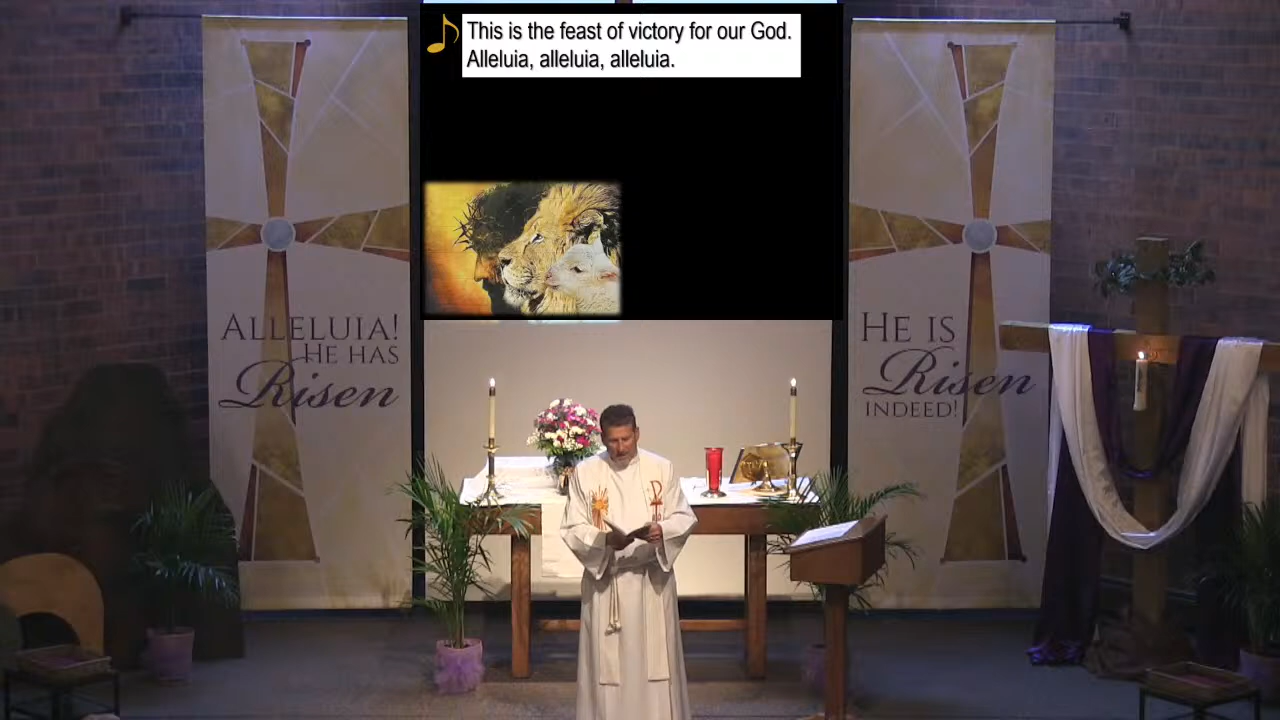 This is the feast of victory for our God.
Alleluia, alleluia, alleluia.
ALLELUIA!
HE HAS
Risen
HE IS
Risen
INDEED!